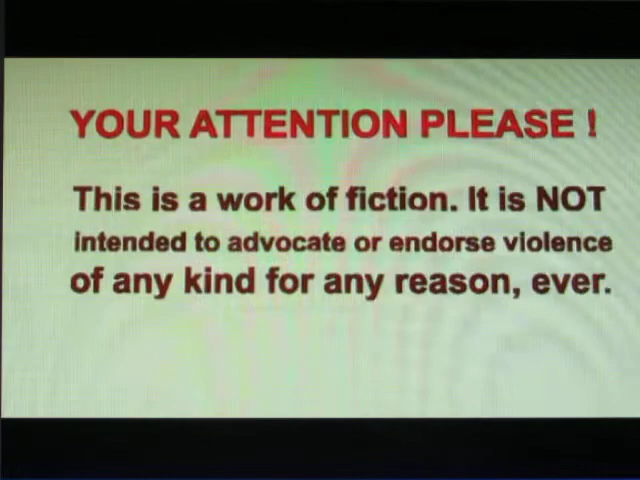 YOUR ATTENTION PLEASE !
This is a work of fiction. It is NOT
intended to advocate or endorse violence
of any kind for any reason, ever.